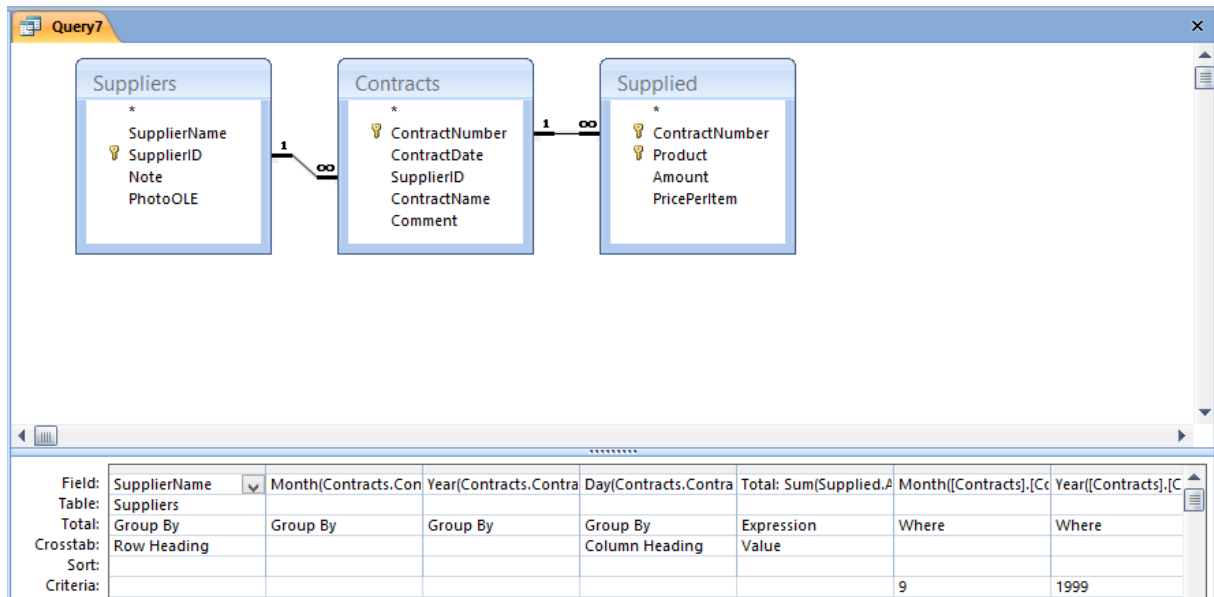 Query7
Suppliers
*
SupplierName
SupplierID
Note
PhotoOLE
1
∞
Contracts
*
ContractNumber
ContractDate
SupplierID
ContractName
Comment
1
∞
Supplied
*
ContractNumber
Product
Amount
PricePerItem
Field: SupplierName Month(Contracts.Con Year(Contracts.Contra Day(Contracts.Contra Total: Sum(Supplied.A Month([Contracts].[Cc Year([Contracts].[C
Table: Suppliers
Total: Group By Group By Group By Group By Expression Where Where
Crosstab: Row Heading Column Heading Value
Sort:
Criteria: 9 1999